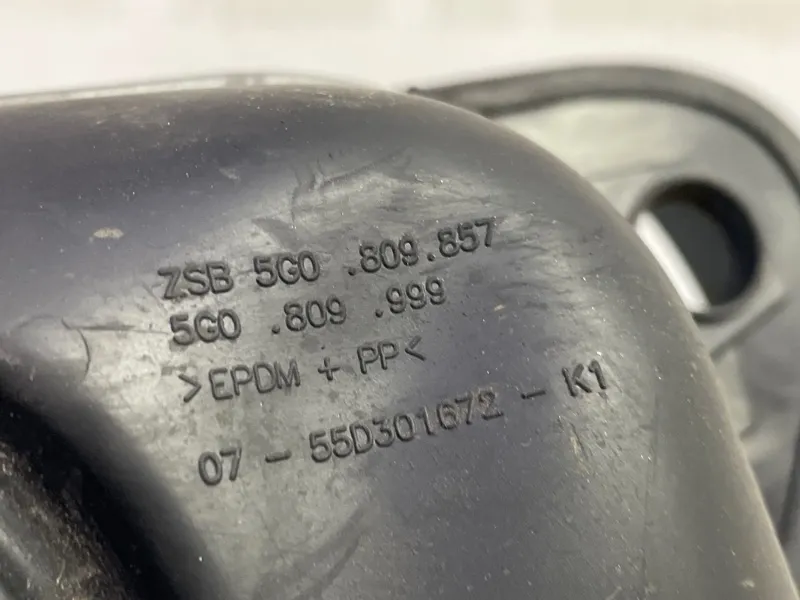 ZSB 5G0 .809.857
5G0 .809 .999
>EPDM + PP<
07 - 55D301672 - K1